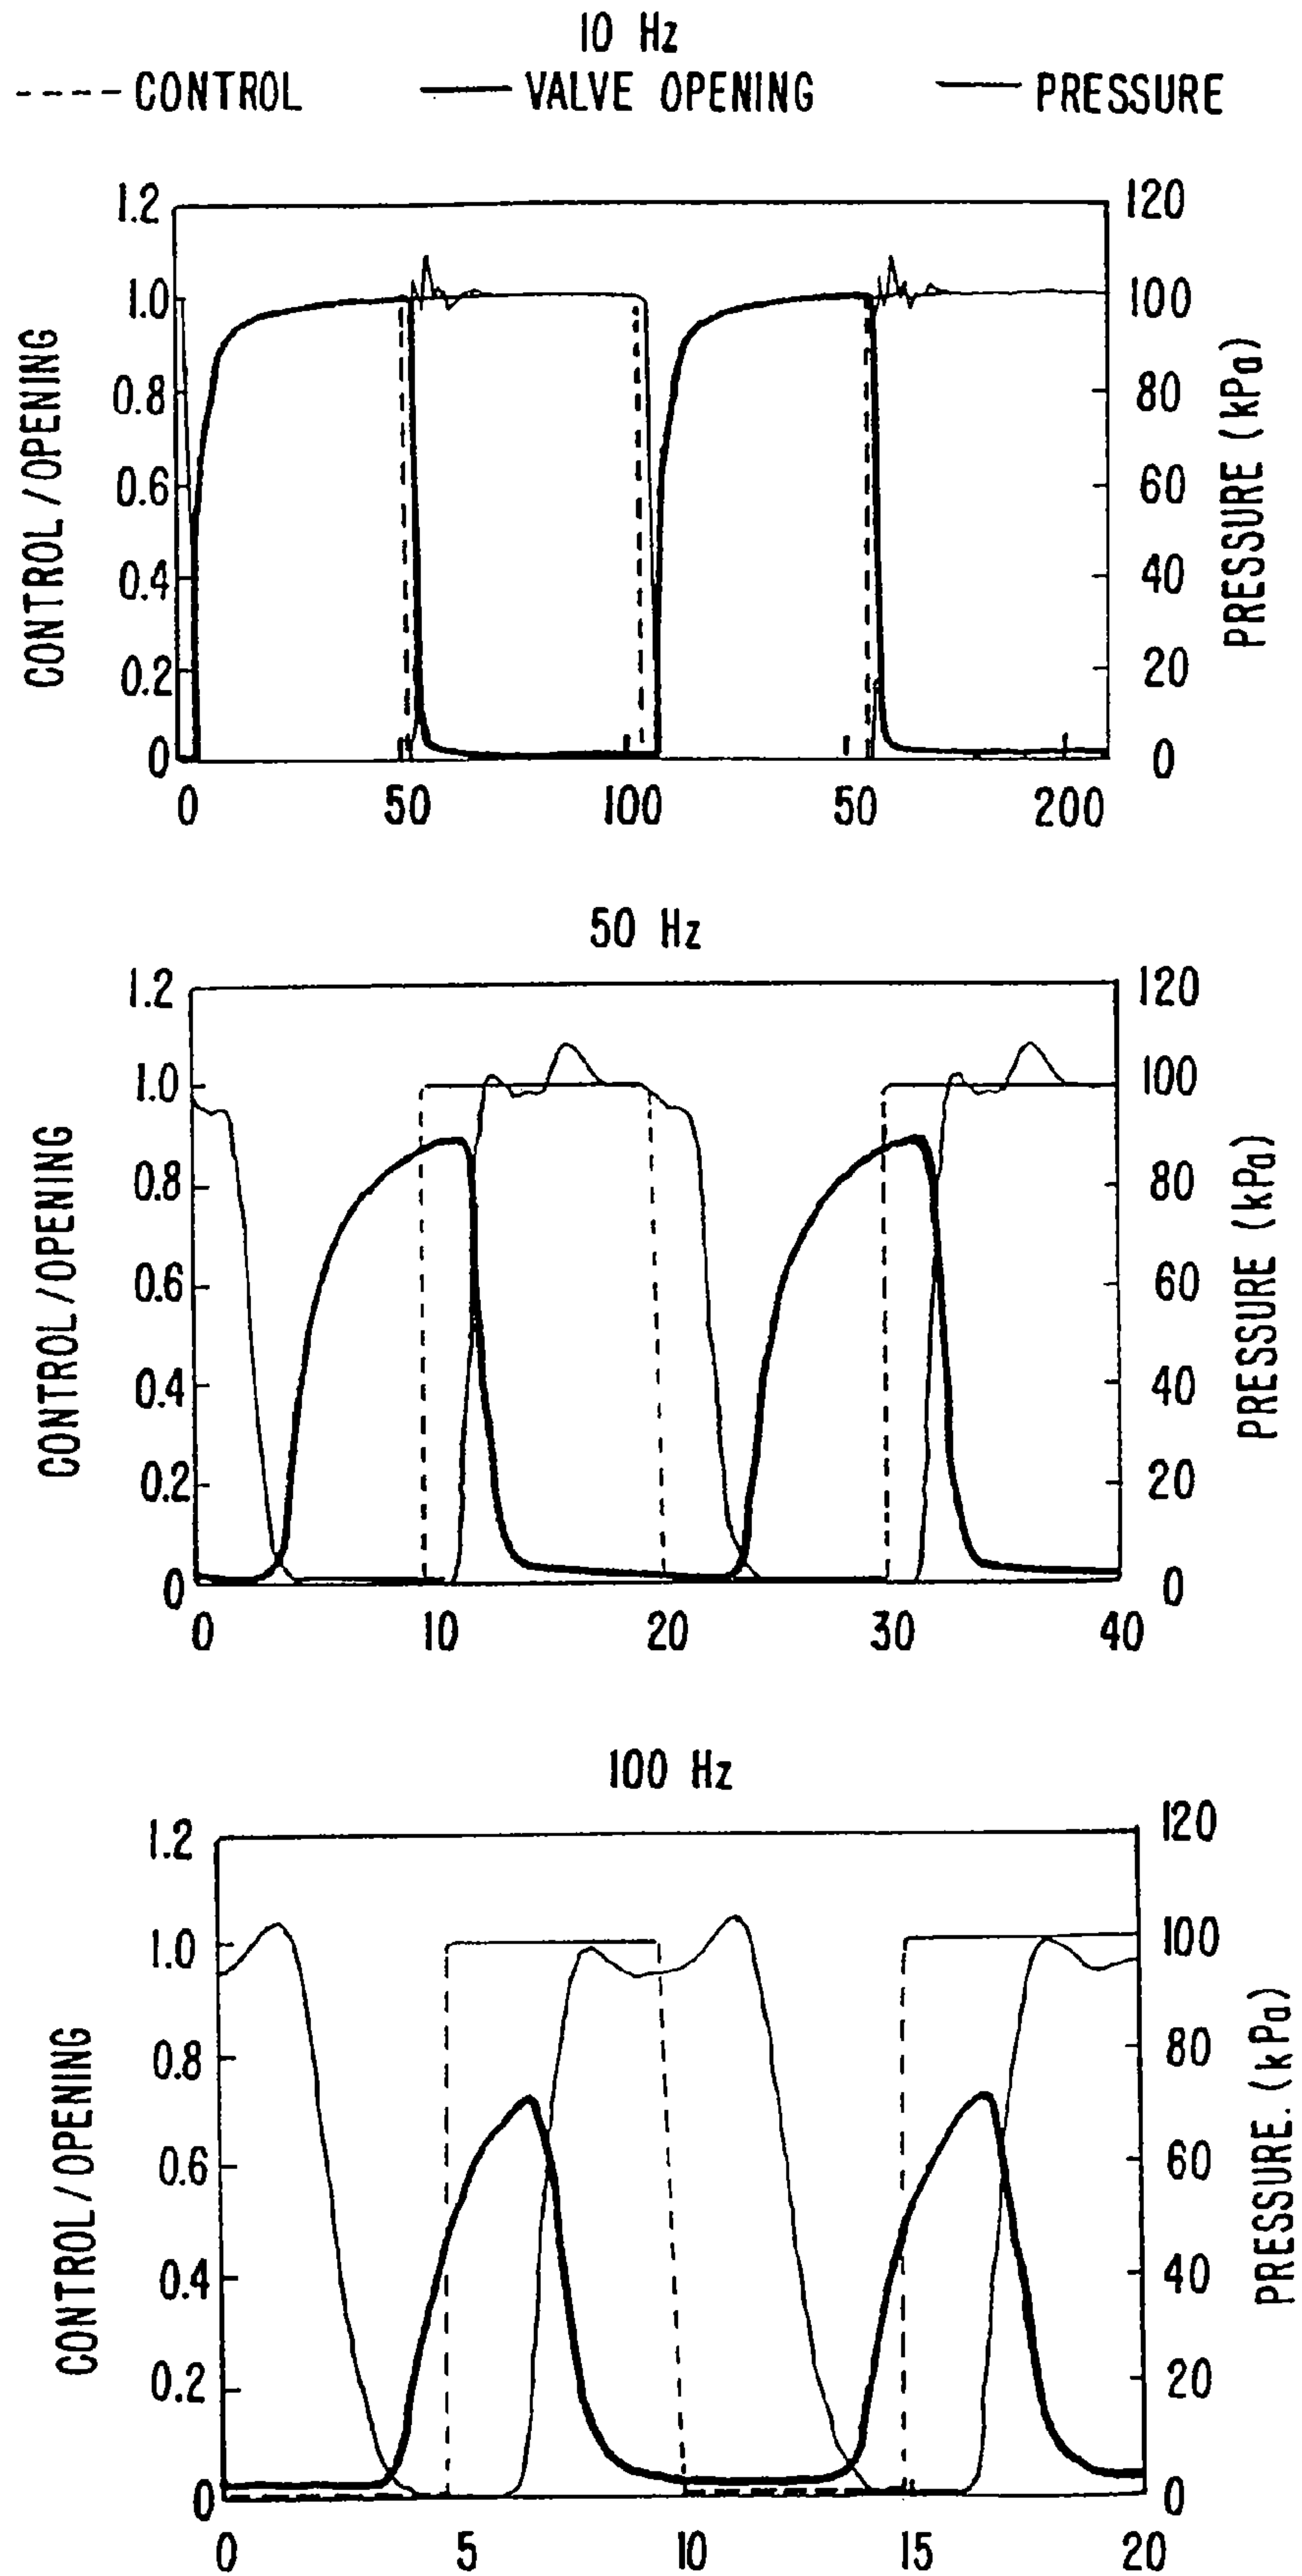 10 Hz
CONTROL VALVE OPENING PRESSURE
1.2 120
1.0 100
0.8 80
0.6 60
0.4 40
0.2 20
0 0
CONTROL / OPENING
PRESSURE (kPa)
0 50 100 50 200
50 Hz
1.2 120
1.0 100
0.8 80
0.6 60
0.4 40
0.2 20
0 0
CONTROL / OPENING
PRESSURE (kPa)
0 10 20 30 40
100 Hz
1.2 120
1.0 100
0.8 80
0.6 60
0.4 40
0.2 20
0 0
CONTROL / OPENING
PRESSURE. (kPa)
0 5 10 15 20